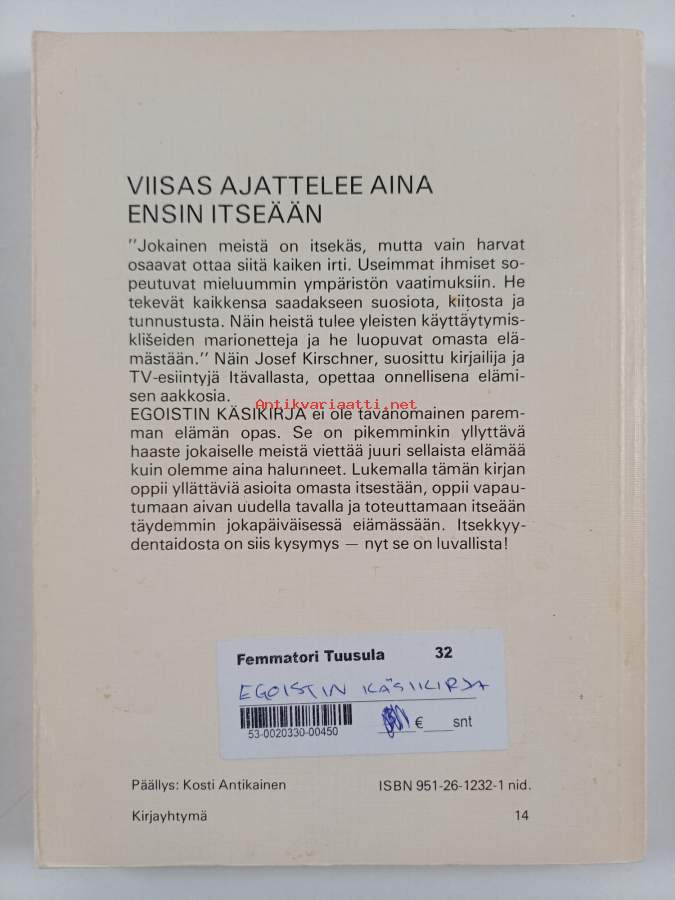 VIISAS AJATTELEE AINA
ENSIN ITSEÄÄN
"Jokainen meistä on itsekäs, mutta vain harvat
osaavat ottaa siitä kaiken irti. Useimmat ihmiset so-
peutuvat mieluummin ympäristön vaatimuksiin. He
tekevät kaikkensa saadakseen suosiota, kiitosta ja
tunnustusta. Näin heistä tulee yleisten käyttäytymis-
klišeiden marionetteja ja he luopuvat omasta elä-
mästään." Näin Josef Kirschner, suosittu kirjailija ja
TV-esiintyjä Itävallasta, opettaa onnellisena elämi-
sen aakkosia.
Antikvariaatti.net
EGOISTIN KÄSIKIRJA ei ole tavanomainen parem-
man elämän opas. Se on pikemminkin yllyttävä
haaste jokaiselle meistä viettää juuri sellaista elämää
kuin olemme aina halunneet. Lukemalla tämän kirjan
oppii yllättäviä asioita omasta itsestään, oppii vapau-
tumaan aivan uudella tavalla ja toteuttamaan itseään
täydemmin jokapäiväisessä elämässään. Itsekkyy-
dentaidosta on siis kysymys — nyt se on luvallista!
Femmatori Tuusula 32
EGOISTIN KÄSIKIRJA
53-0020330-00450
€ snt
Päällys: Kosti Antikainen ISBN 951-26-1232-1 nid.
Kirjayhtymä 14